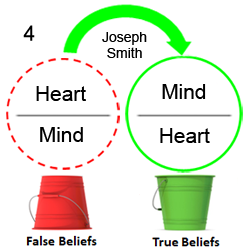 4
Joseph
Smith
Heart
Mind
Mind
Heart
False Beliefs
True Beliefs